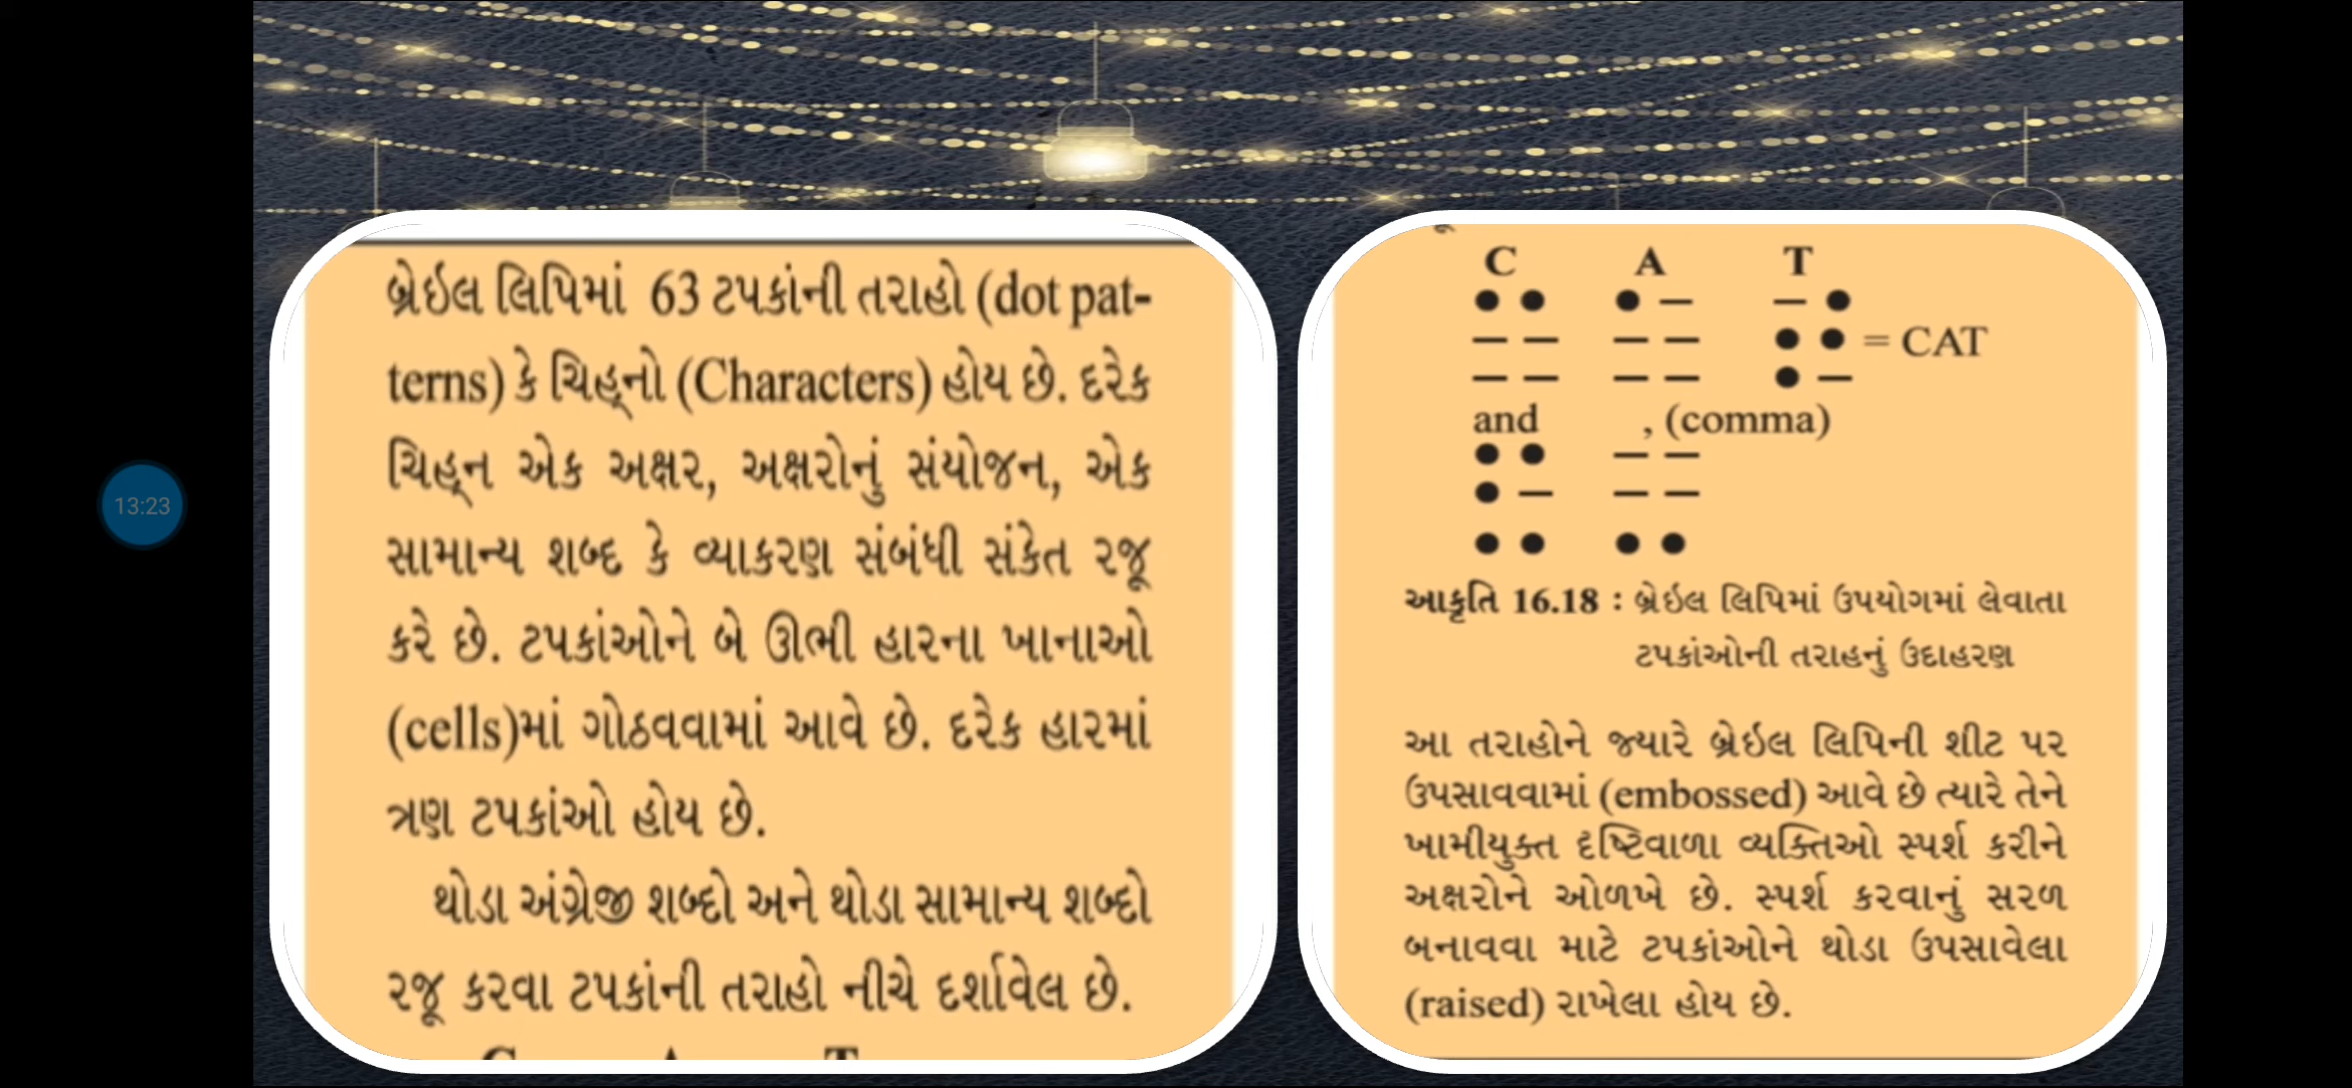 13:23
બ્રેઇલ લિપિમાં 63 ટપકાંની તરાહો (dot pat-
terns) કે ચિહ્નો (Characters) હોય છે. દરેક
ચિહ્ન એક અક્ષર, અક્ષરોનું સંયોજન, એક
સામાન્ય શબ્દ કે વ્યાકરણ સંબંધી સંકેત રજૂ
કરે છે. ટપકાંઓને બે ઊભી હારના ખાનાઓ
(cells)માં ગોઠવવામાં આવે છે. દરેક હારમાં
ત્રણ ટપકાંઓ હોય છે.
થોડા અંગ્રેજી શબ્દો અને થોડા સામાન્ય શબ્દો
રજૂ કરવા ટપકાંની તરાહો નીચે દર્શાવેલ છે.
C A T
C A T
● ● ● — — ●
— — — — ● ● = CAT
— — — — ● —
and , (comma)
● ● — —
● — — —
● ● ● ●
આકૃતિ 16.18 : બ્રેઇલ લિપિમાં ઉપયોગમાં લેવાતા
ટપકાંઓની તરાહનું ઉદાહરણ
આ તરાહોને જ્યારે બ્રેઇલ લિપિની શીટ પર
ઉપસાવવામાં (embossed) આવે છે ત્યારે તેને
ખામીયુક્ત દૃષ્ટિવાળા વ્યક્તિઓ સ્પર્શ કરીને
અક્ષરોને ઓળખે છે. સ્પર્શ કરવાનું સરળ
બનાવવા માટે ટપકાંઓને થોડા ઉપસાવેલા
(raised) રાખેલા હોય છે.